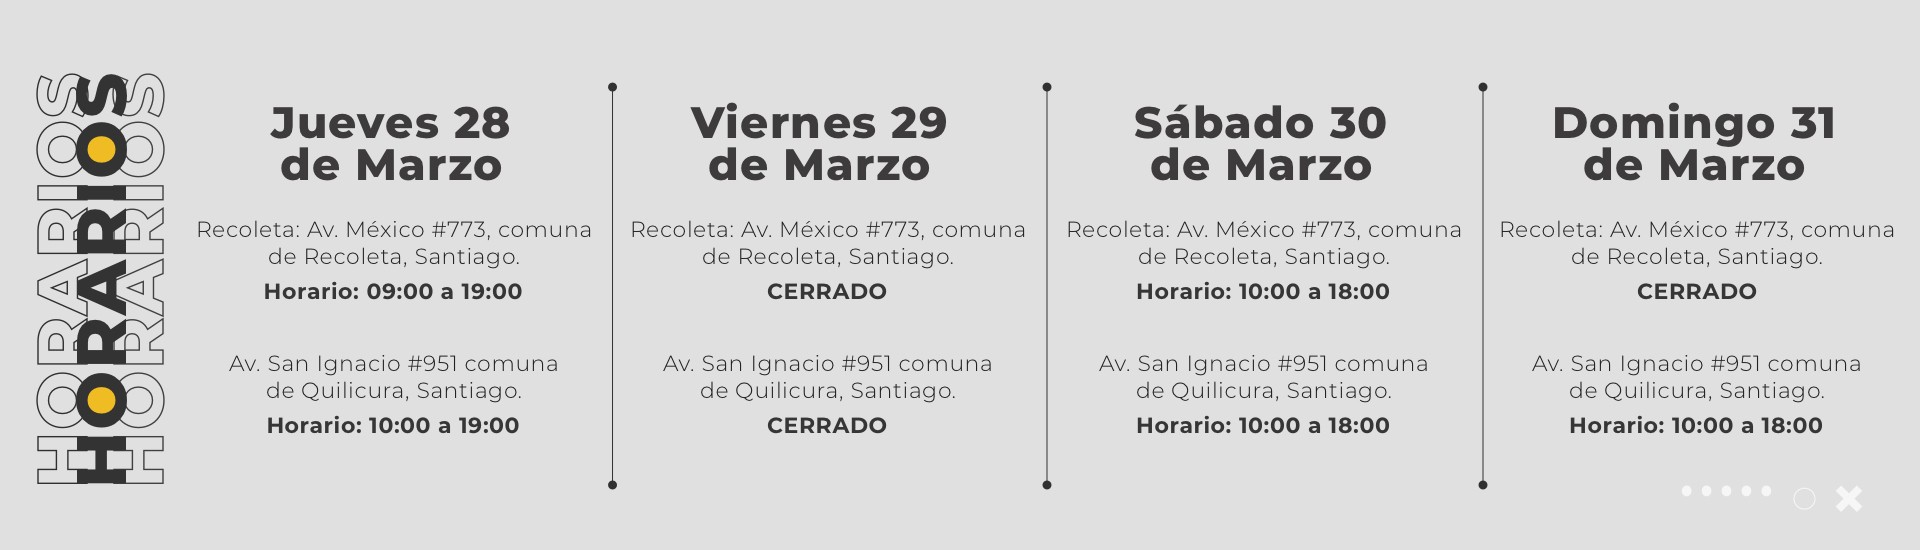 HORARIOS
Jueves 28
de Marzo
Recoleta: Av. México #773, comuna
de Recoleta, Santiago.
Horario: 09:00 a 19:00
Av. San Ignacio #951 comuna
de Quilicura, Santiago.
Horario: 10:00 a 19:00
Viernes 29
de Marzo
Recoleta: Av. México #773, comuna
de Recoleta, Santiago.
CERRADO
Av. San Ignacio #951 comuna
de Quilicura, Santiago.
CERRADO
Sábado 30
de Marzo
Recoleta: Av. México #773, comuna
de Recoleta, Santiago.
Horario: 10:00 a 18:00
Av. San Ignacio #951 comuna
de Quilicura, Santiago.
Horario: 10:00 a 18:00
Domingo 31
de Marzo
Recoleta: Av. México #773, comuna
de Recoleta, Santiago.
CERRADO
Av. San Ignacio #951 comuna
de Quilicura, Santiago.
Horario: 10:00 a 18:00